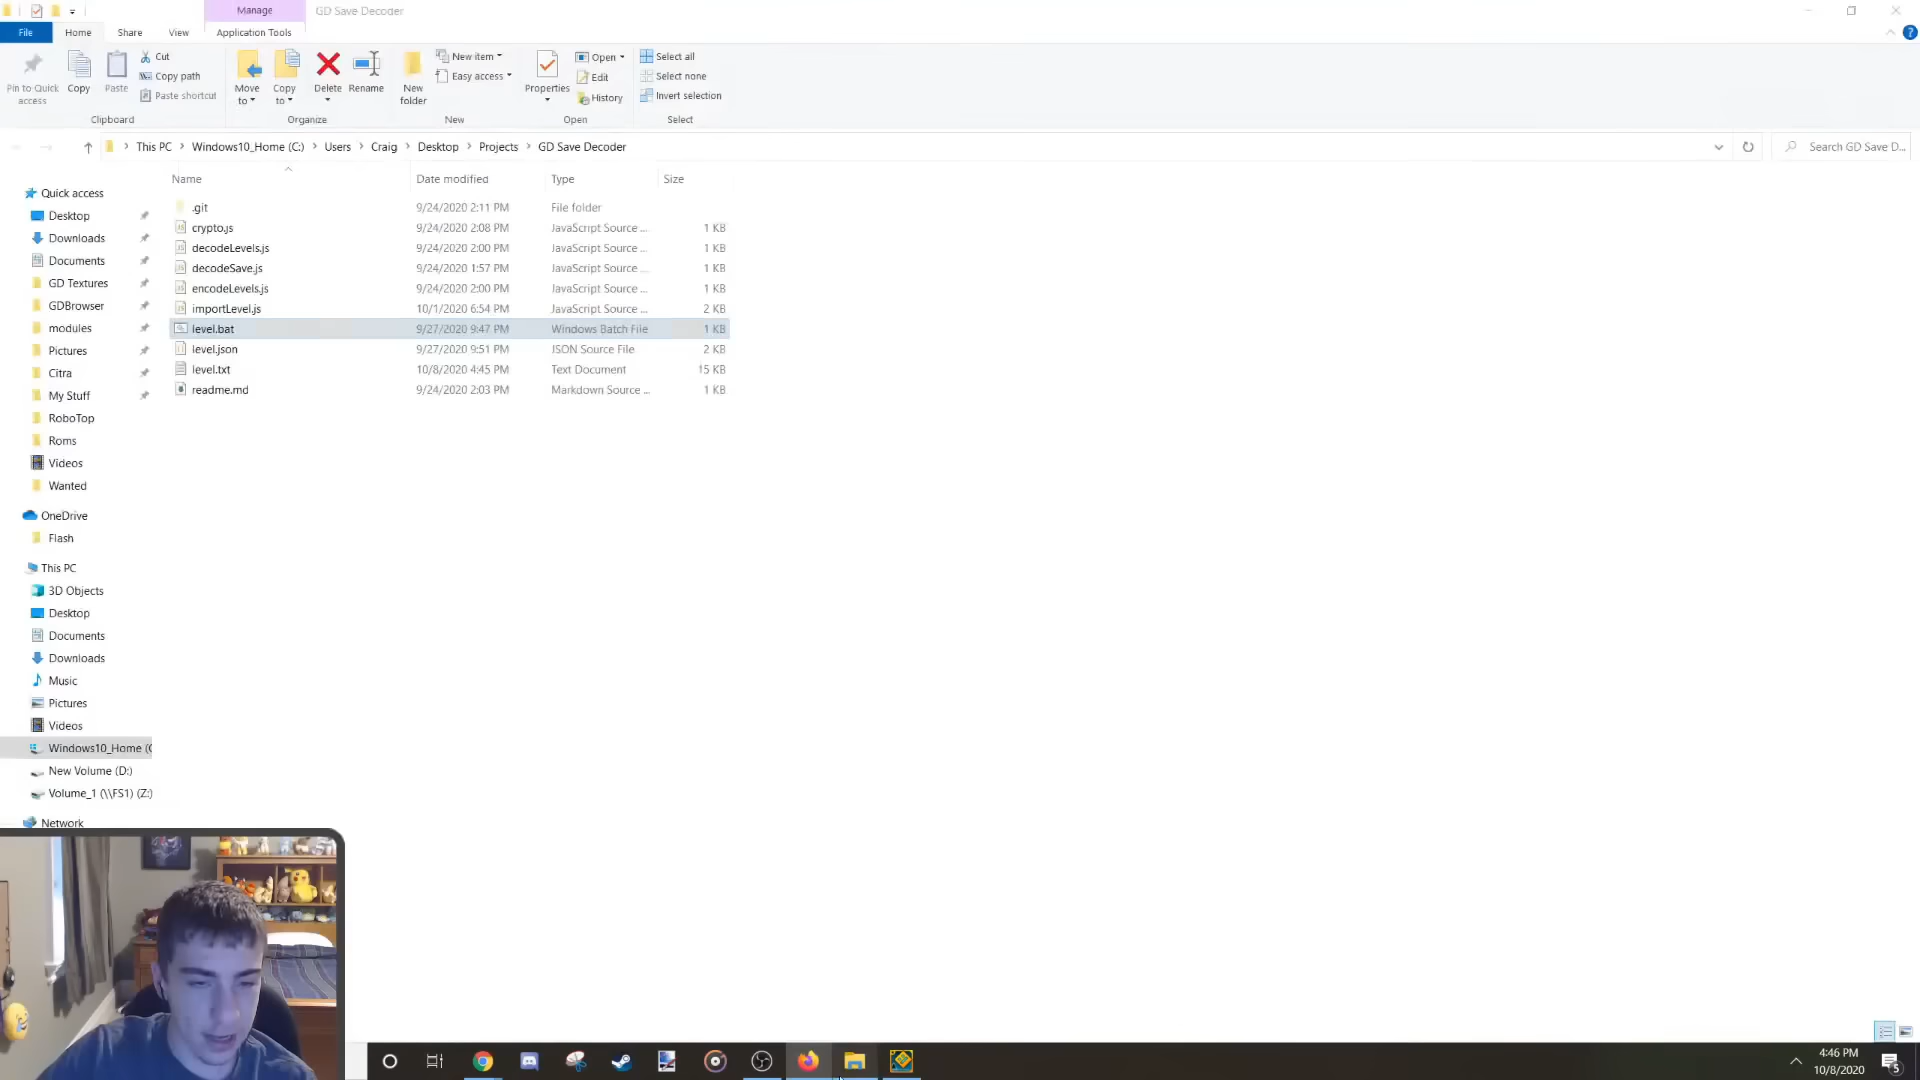 Manage
GD Save Decoder
File
Home
Share
View
Application Tools
Pin to Quick access
Copy
Paste
Cut
Copy path
Paste shortcut
Clipboard
Move to
Copy to
Delete
Rename
Organize
New folder
New item
Easy access
New
Properties
Open
Edit
History
Open
Select all
Select none
Invert selection
Select
This PC > Windows10_Home (C:) > Users > Craig > Desktop > Projects > GD Save Decoder
Search GD Save D...
Name Date modified Type Size
.git 9/24/2020 2:11 PM File folder
crypto.js 9/24/2020 2:08 PM JavaScript Source ... 1 KB
decodeLevels.js 9/24/2020 2:00 PM JavaScript Source ... 1 KB
decodeSave.js 9/24/2020 1:57 PM JavaScript Source ... 1 KB
encodeLevels.js 9/24/2020 2:00 PM JavaScript Source ... 1 KB
importLevel.js 10/1/2020 6:54 PM JavaScript Source ... 2 KB
level.bat 9/27/2020 9:47 PM Windows Batch File 1 KB
level.json 9/27/2020 9:51 PM JSON Source File 2 KB
level.txt 10/8/2020 4:45 PM Text Document 15 KB
readme.md 9/24/2020 2:03 PM Markdown Source ... 1 KB
Quick access
Desktop
Downloads
Documents
GD Textures
GDBrowser
modules
Pictures
Citra
My Stuff
RoboTop
Roms
Videos
Wanted
OneDrive
Flash
This PC
3D Objects
Desktop
Documents
Downloads
Music
Pictures
Videos
Windows10_Home (C
New Volume (D:)
Volume_1 (\\FS1) (Z:)
Network
4:46 PM
10/8/2020
5